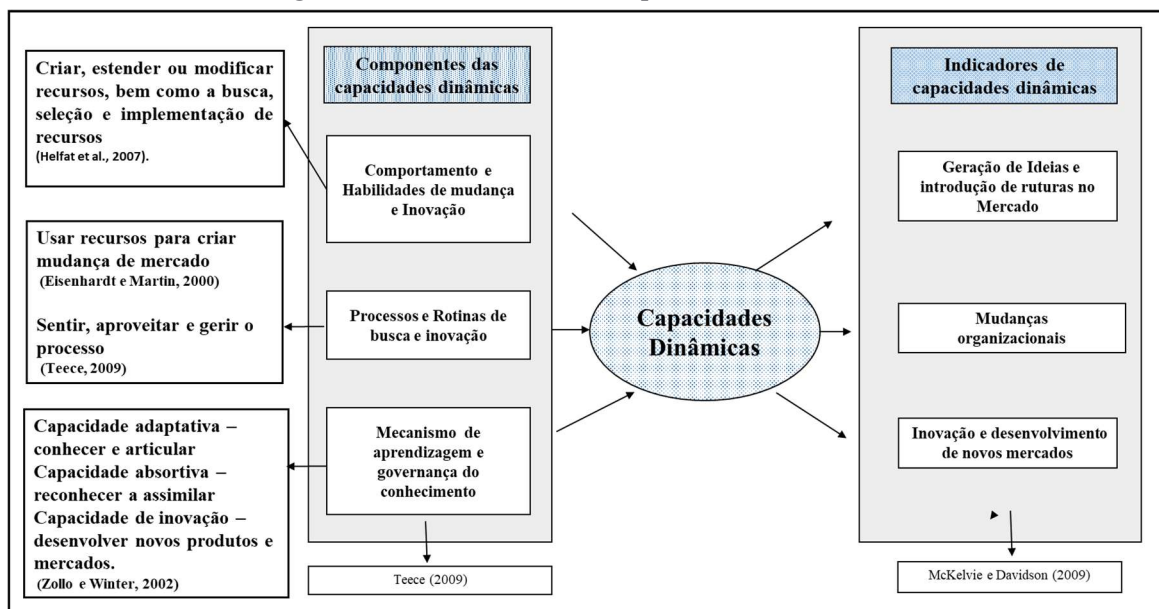 Criar, estender ou modificar
recursos, bem como a busca,
seleção e implementação de
recursos
(Helfat et al., 2007).
Usar recursos para criar
mudança de mercado
(Eisenhardt e Martin, 2000)
Sentir, aproveitar e gerir o
processo
(Teece, 2009)
Capacidade adaptativa –
conhecer e articular
Capacidade absortiva –
reconhecer a assimilar
Capacidade de inovação –
desenvolver novos produtos e
mercados.
(Zollo e Winter, 2002)
Componentes das
capacidades dinâmicas
Comportamento e
Habilidades de mudança
e Inovação
Processos e Rotinas de
busca e inovação
Mecanismo de
aprendizagem e
governança do
conhecimento
Teece (2009)
Capacidades
Dinâmicas
Indicadores de
capacidades dinâmicas
Geração de Ideias e
introdução de ruturas no
Mercado
Mudanças
organizacionais
Inovação e desenvolvimento
de novos mercados
McKelvie e Davidson (2009)